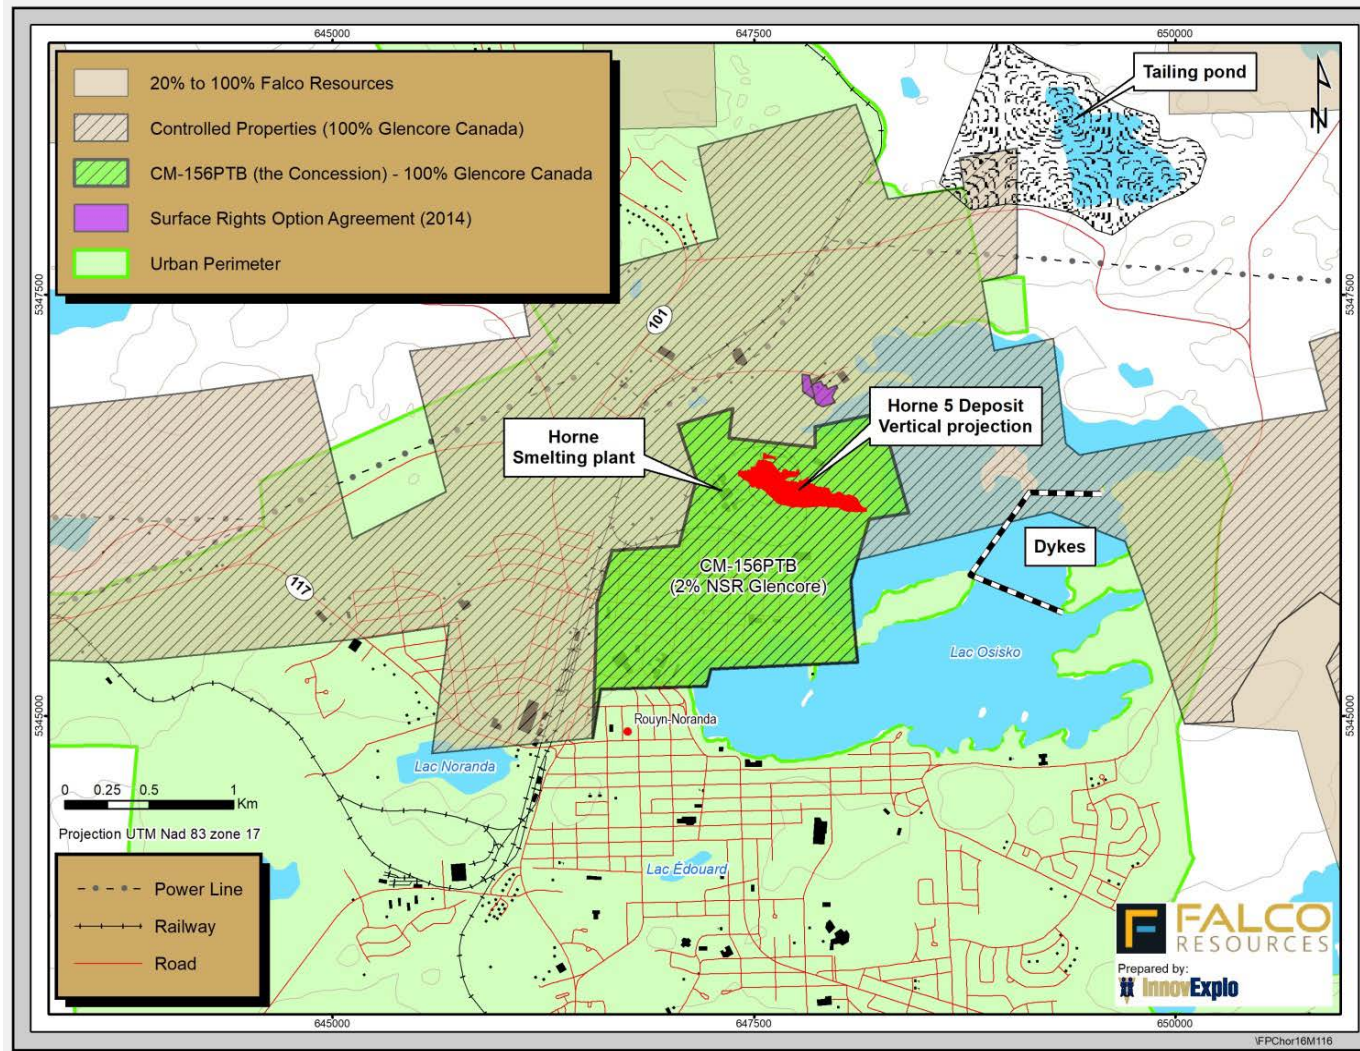 645000
647500
650000
20% to 100% Falco Resources
Controlled Properties (100% Glencore Canada)
CM-156PTB (the Concession) - 100% Glencore Canada
Surface Rights Option Agreement (2014)
Urban Perimeter
Tailing pond
N
5347500
5347500
101
Horne 5 Deposit
Vertical projection
Horne
Smelting plant
Dykes
CM-156PTB
(2% NSR Glencore)
117
Lac Osisko
5345000
5345000
Rouyn-Noranda
Lac Noranda
0 0.25 0.5 1
Km
Projection UTM Nad 83 zone 17
Lac Édouard
Power Line
Railway
Road
FALCO
RESOURCES
Prepared by:
InnovExplo
645000
647500
650000
\FPChor16M116